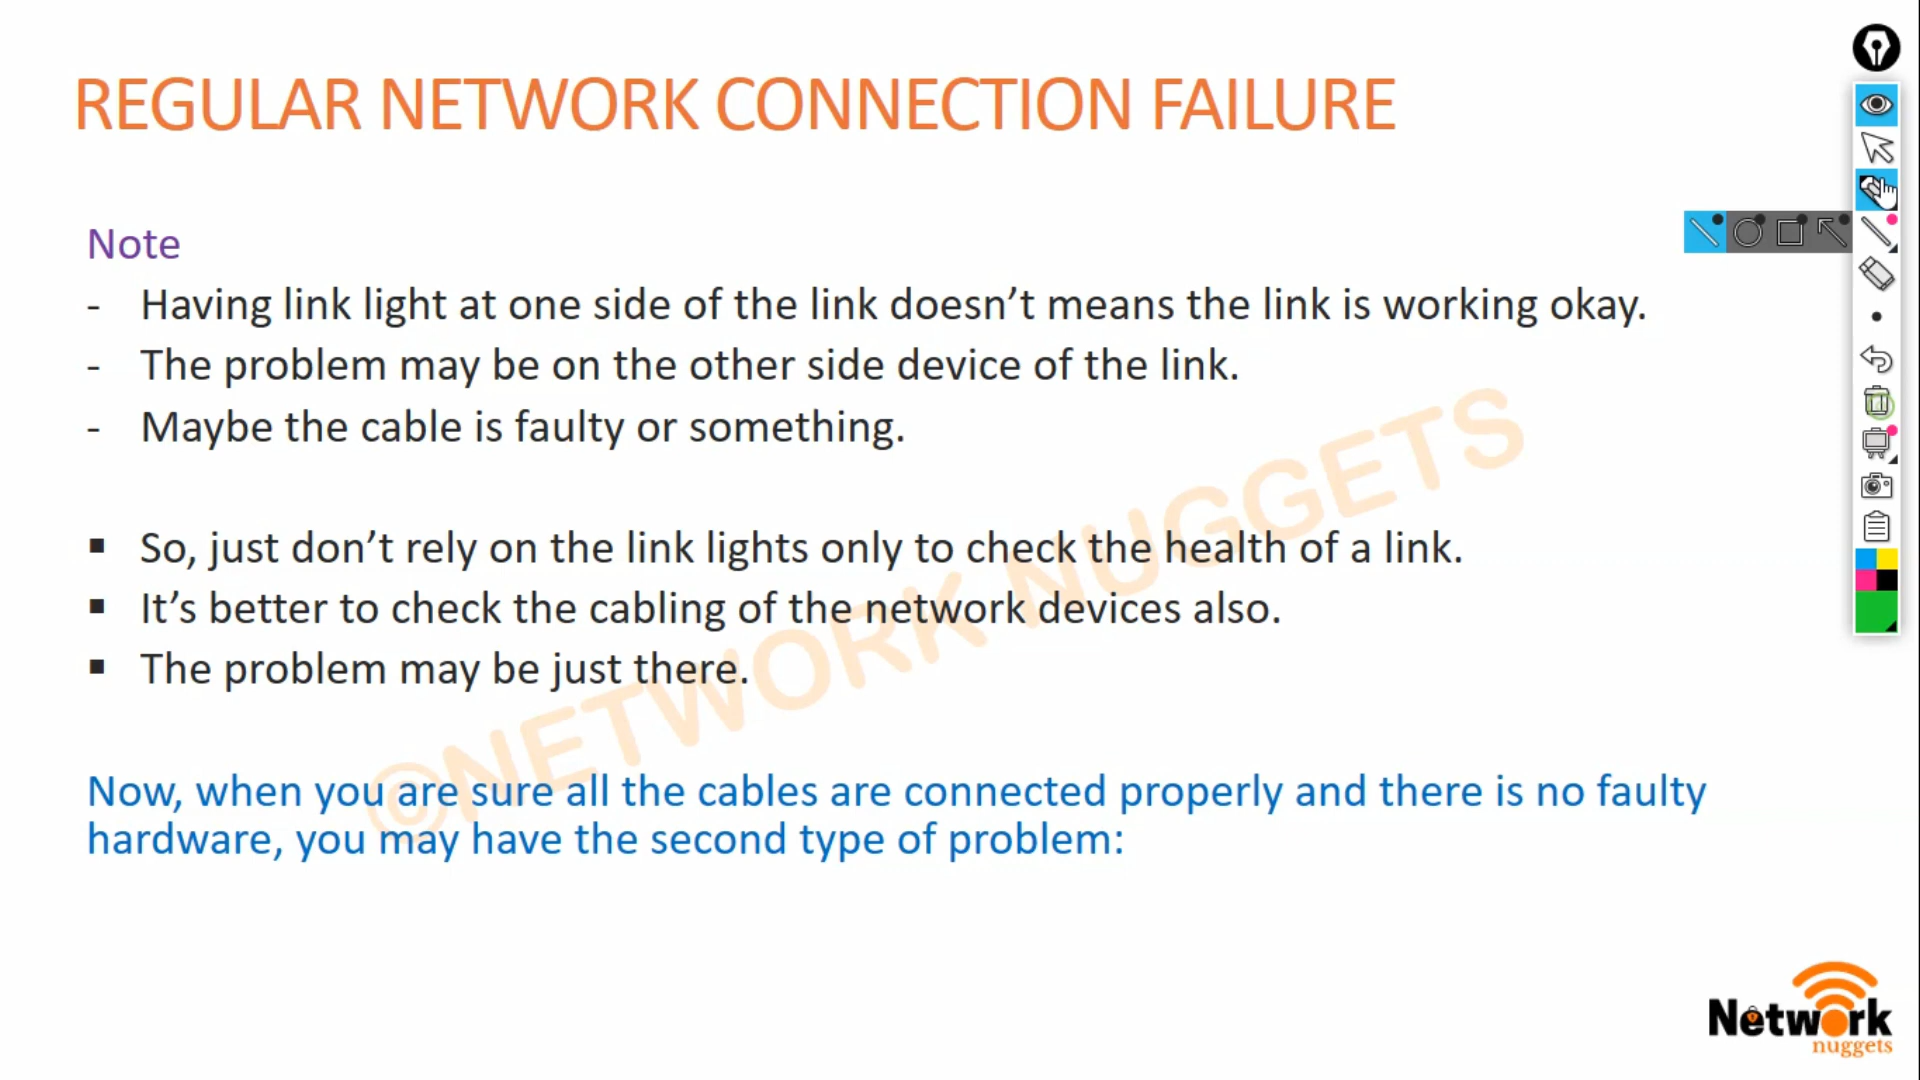 REGULAR NETWORK CONNECTION FAILURE
Note
- Having link light at one side of the link doesn’t means the link is working okay.
- The problem may be on the other side device of the link.
- Maybe the cable is faulty or something.
▪ So, just don’t rely on the link lights only to check the health of a link.
▪ It’s better to check the cabling of the network devices also.
▪ The problem may be just there.
Now, when you are sure all the cables are connected properly and there is no faulty
hardware, you may have the second type of problem:
©NETWORK NUGGETS
Network
nuggets